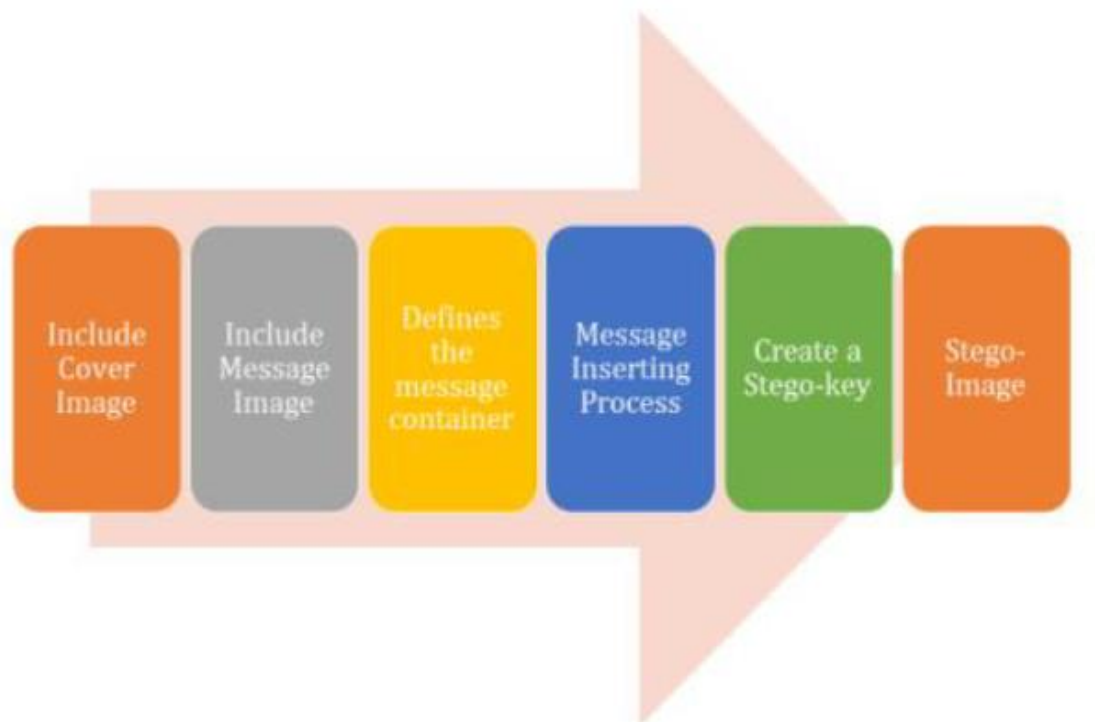 Include
Cover
Image
Include
Message
Image
Defines
the
message
container
Message
Inserting
Process
Create a
Stego-key
Stego-
Image